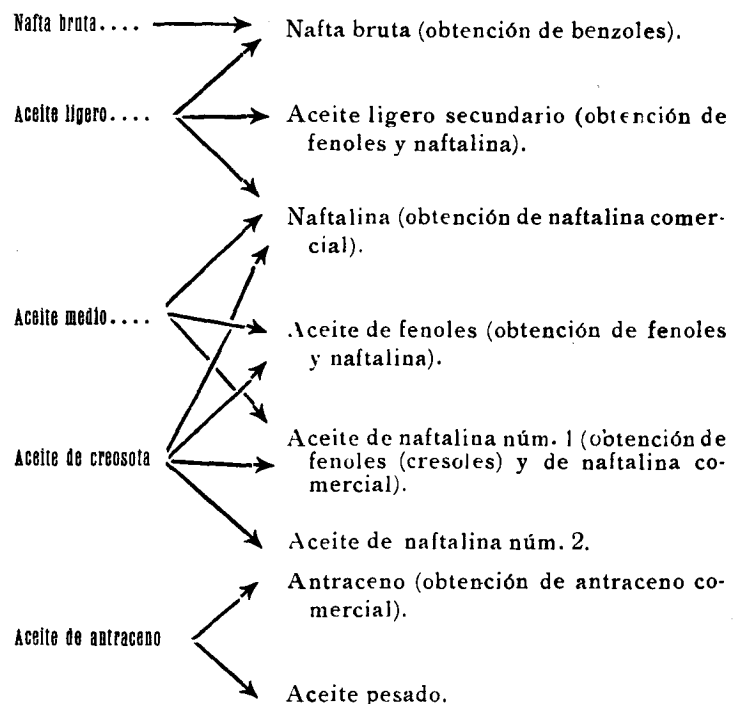 Nafta bruta....
Nafta bruta (obtención de benzoles).
Aceite ligero....
Aceite ligero secundario (obtención de
fenoles y naftalina).
Naftalina (obtención de naftalina comer-
cial).
Aceite medio....
Aceite de fenoles (obtención de fenoles
y naftalina).
Aceite de creosota
Aceite de naftalina núm. 1 (obtención de
fenoles (cresoles) y de naftalina co-
mercial).
Aceite de naftalina núm. 2.
Antraceno (obtención de antraceno co-
mercial).
Aceite de antraceno
Aceite pesado.